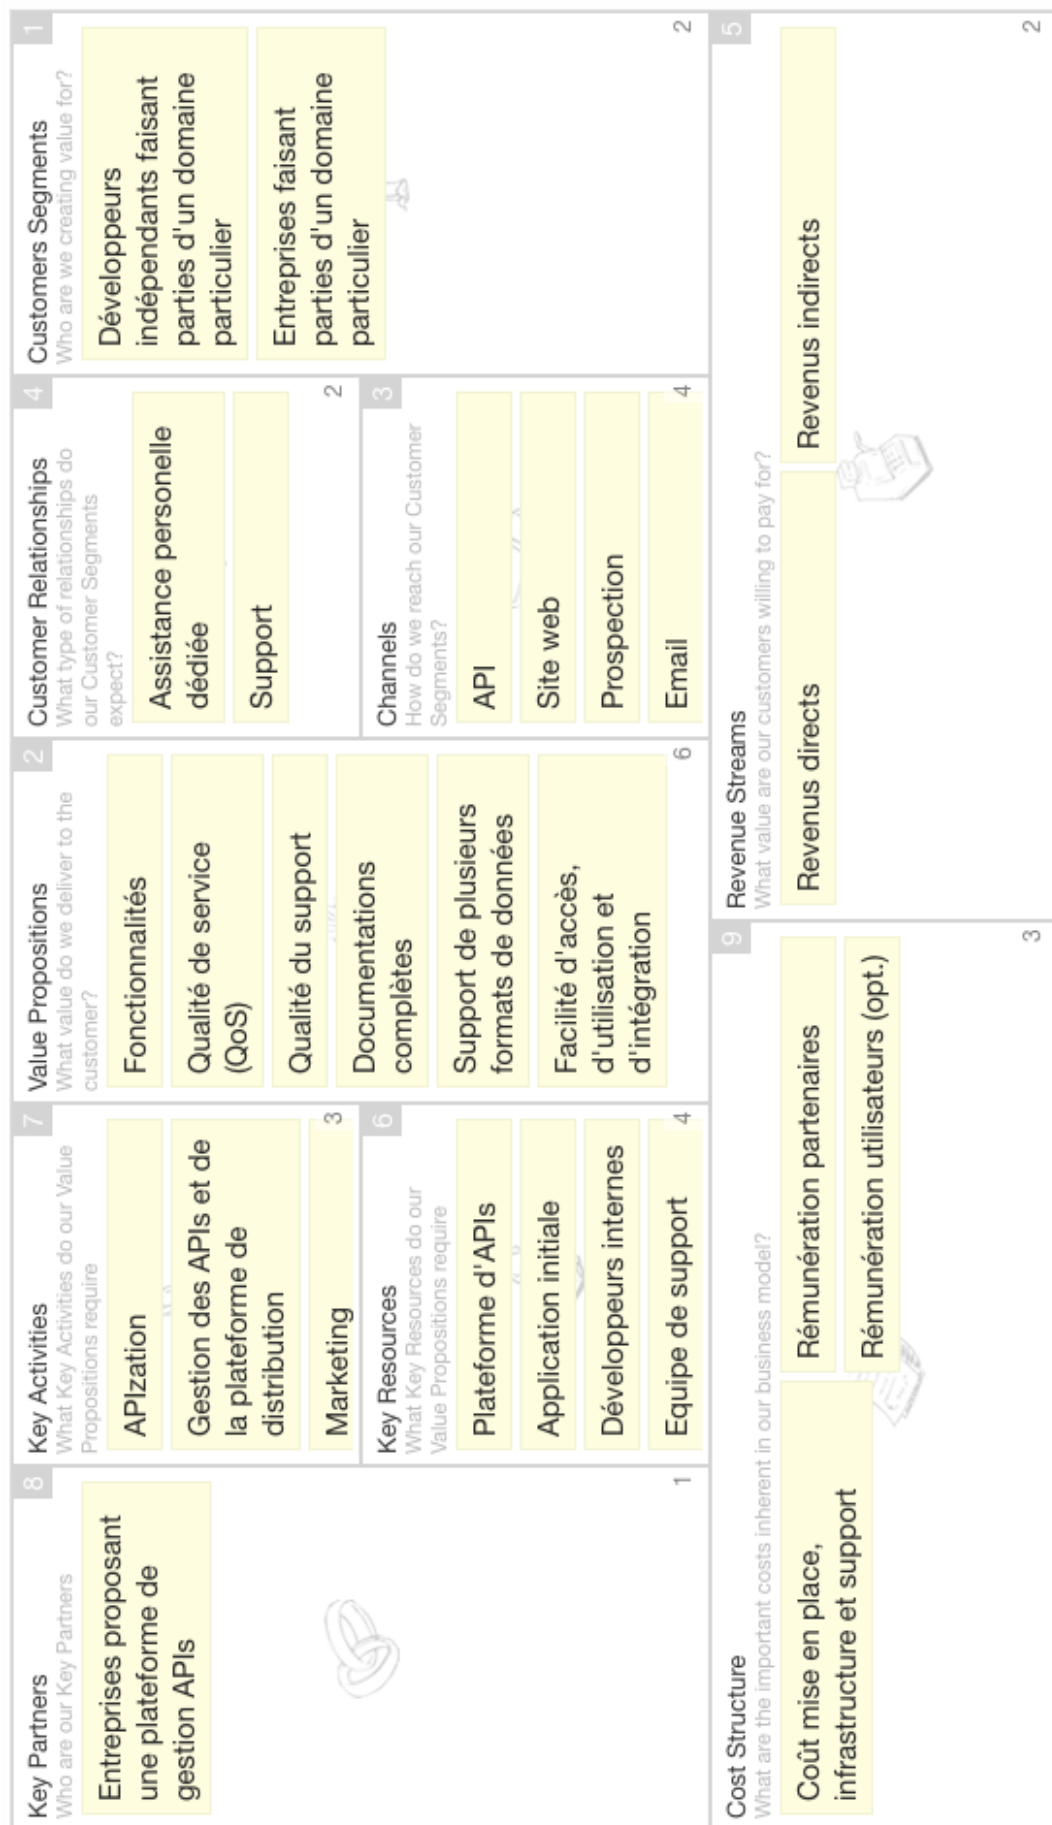 Key Partners
8
Who are our Key Partners
Entreprises proposant
une plateforme de
gestion APIs
1
Key Activities
7
What Key Activities do our Value
Propositions require
APIzation
Gestion des APIs et de
la plateforme de
distribution
Marketing
3
Key Resources
6
What Key Resources do our
Value Propositions require
Plateforme d'APIs
Application initiale
Développeurs internes
Equipe de support
4
Value Propositions
2
What value do we deliver to the
customer?
Fonctionnalités
Qualité de service
(QoS)
Qualité du support
Documentations
complètes
Support de plusieurs
formats de données
Facilité d'accès,
d'utilisation et
d'intégration
6
Customer Relationships
4
What type of relationships do
our Customer Segments
expect?
Assistance personelle
dédiée
Support
2
Channels
3
How do we reach our Customer
Segments?
API
Site web
Prospection
Email
4
Customers Segments
1
Who are we creating value for?
Développeurs
indépendants faisant
parties d'un domaine
particulier
Entreprises faisant
parties d'un domaine
particulier
2
Cost Structure
9
What are the important costs inherent in our business model?
Coût mise en place,
infrastructure et support
Rémunération partenaires
Rémunération utilisateurs (opt.)
3
Revenue Streams
5
What value are our customers willing to pay for?
Revenus directs
Revenus indirects
2